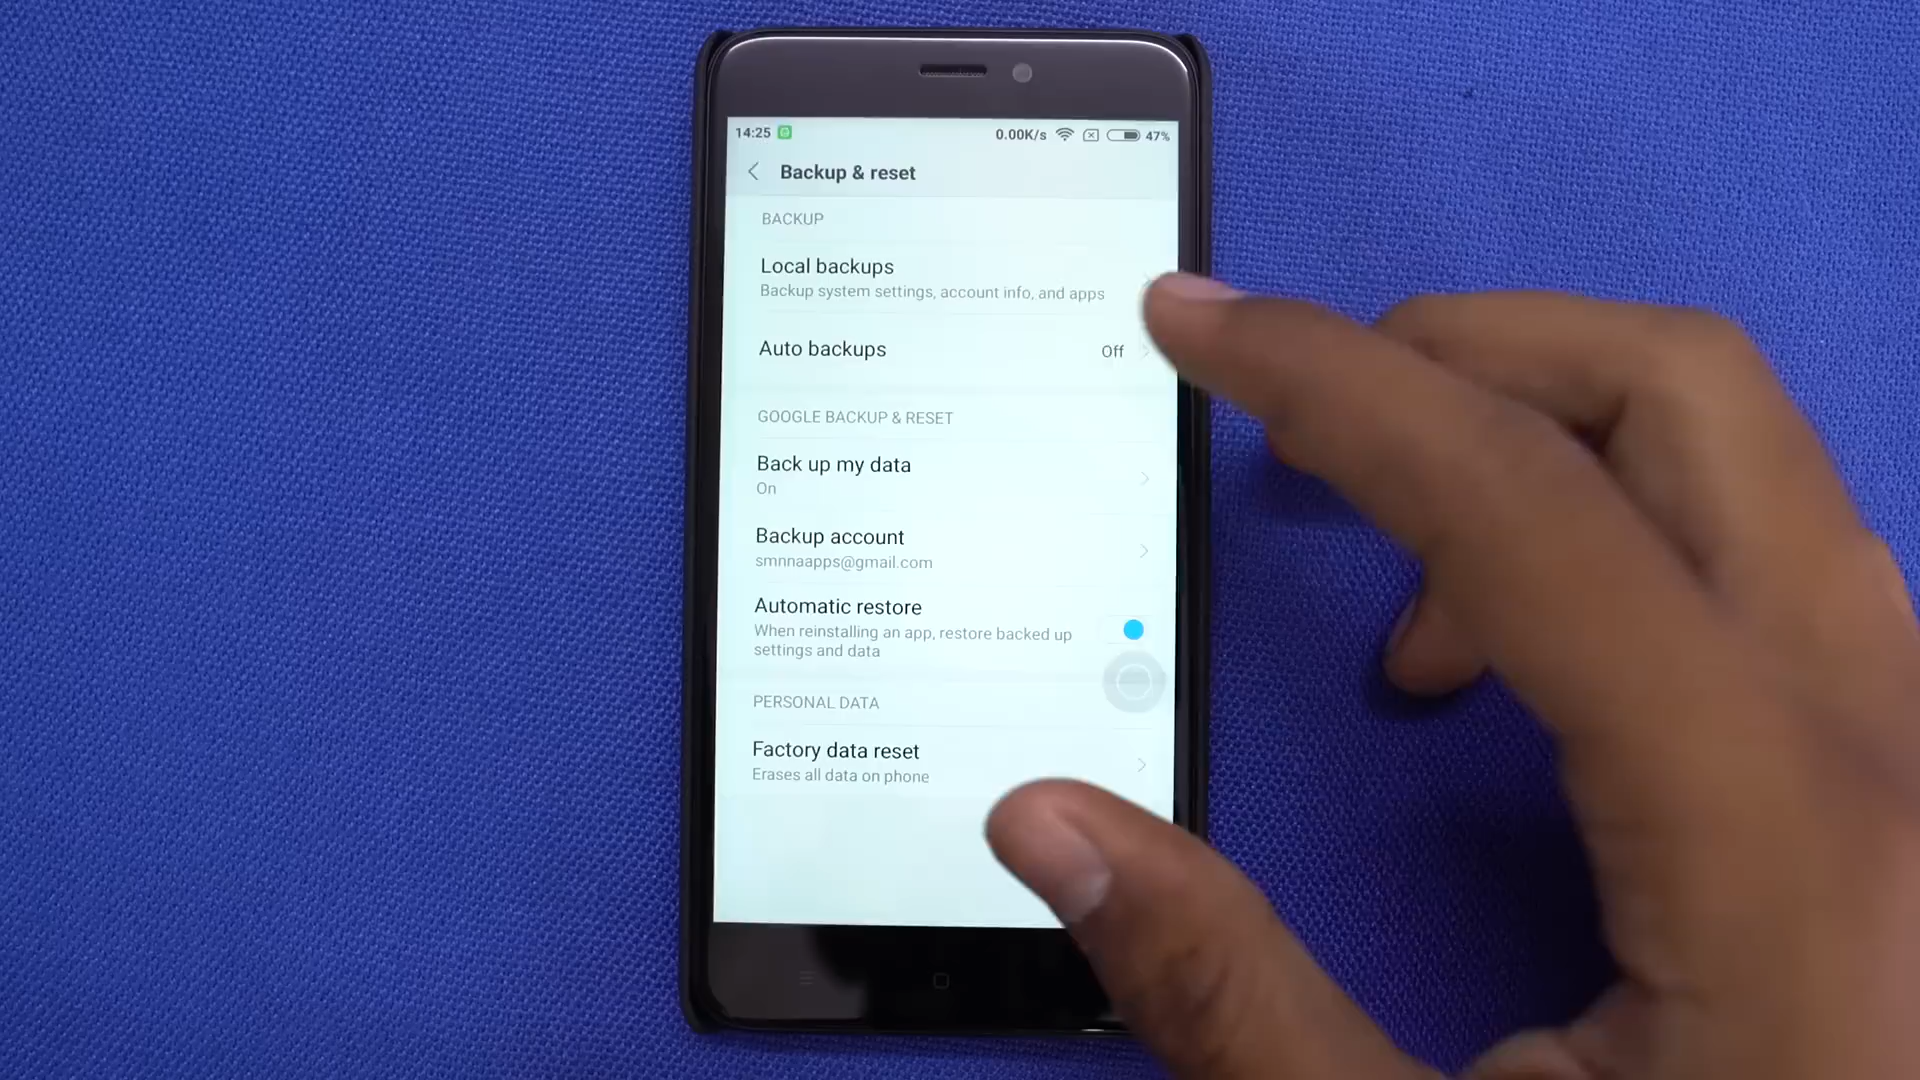 14:25 0.00K/s 47%
Backup & reset
BACKUP
Local backups
Backup system settings, account info, and apps
Auto backups Off
GOOGLE BACKUP & RESET
Back up my data
On
Backup account
smnnaapps@gmail.com
Automatic restore
When reinstalling an app, restore backed up
settings and data
PERSONAL DATA
Factory data reset
Erases all data on phone